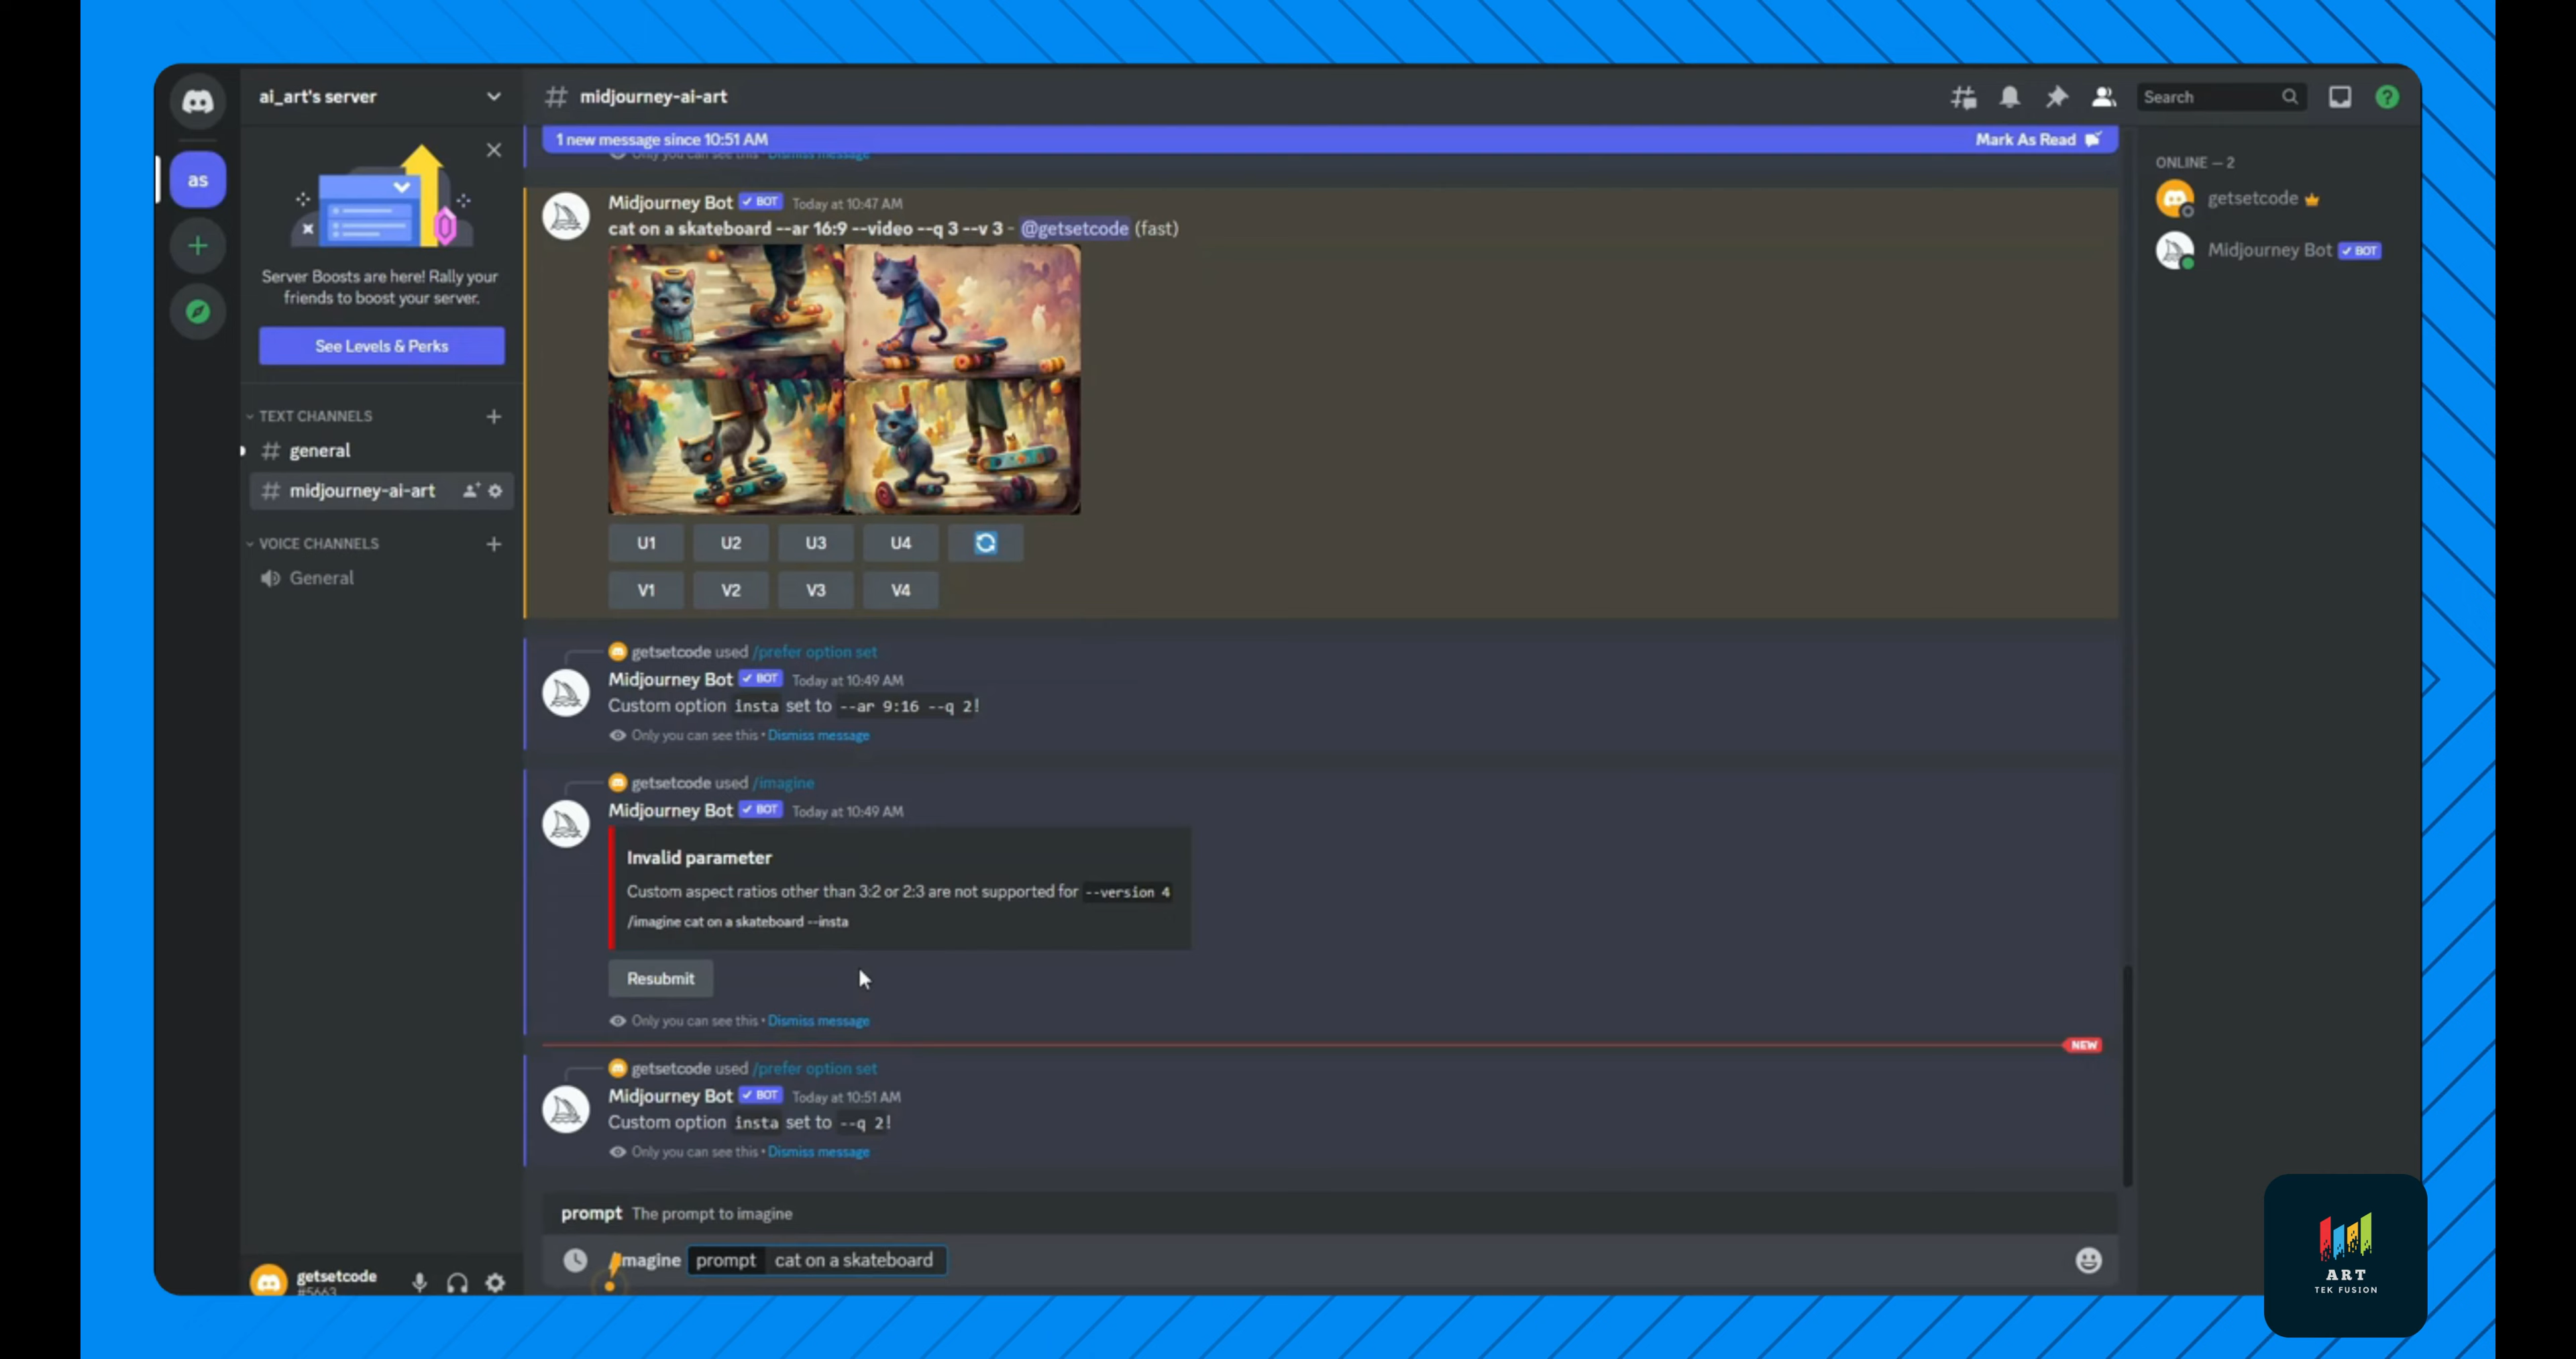 ai_art's server
midjourney-ai-art
Search
1 new message since 10:51 AM
Mark As Read
Only you can see this • Dismiss message
as
Server Boosts are here! Rally your
friends to boost your server.
See Levels & Perks
TEXT CHANNELS
general
midjourney-ai-art
VOICE CHANNELS
General
Midjourney Bot BOT Today at 10:47 AM
cat on a skateboard --ar 16:9 --video --q 3 --v 3 - @getsetcode (fast)
U1 U2 U3 U4
V1 V2 V3 V4
getsetcode used /prefer option set
Midjourney Bot BOT Today at 10:49 AM
Custom option insta set to --ar 9:16 --q 2!
Only you can see this • Dismiss message
getsetcode used /imagine
Midjourney Bot BOT Today at 10:49 AM
Invalid parameter
Custom aspect ratios other than 3:2 or 2:3 are not supported for --version 4
/imagine cat on a skateboard --insta
Resubmit
Only you can see this • Dismiss message
NEW
getsetcode used /prefer option set
Midjourney Bot BOT Today at 10:51 AM
Custom option insta set to --q 2!
Only you can see this • Dismiss message
prompt The prompt to imagine
/imagine prompt cat on a skateboard
getsetcode
#5663
ONLINE — 2
getsetcode
Midjourney Bot BOT
ART
TEK FUSION